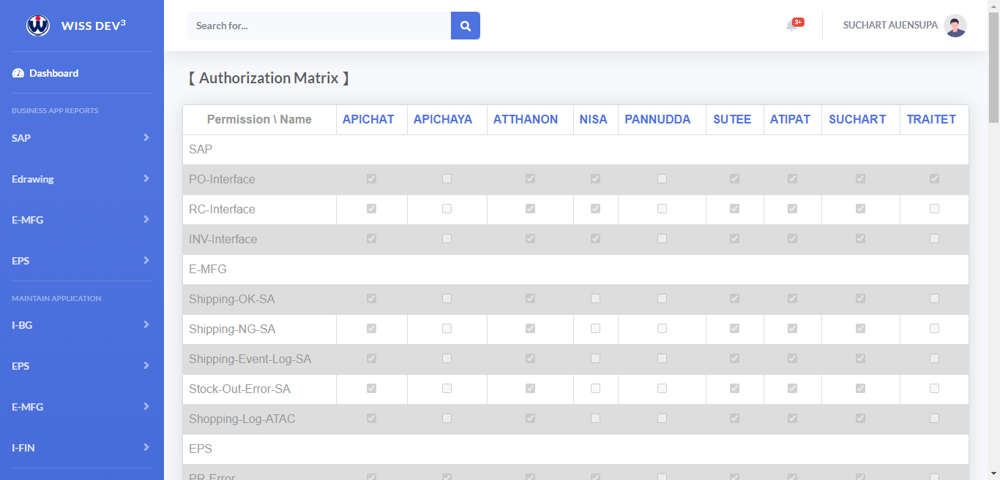 WISS DEV3
Search for...
3+
SUCHART AUENSUPA
Dashboard
BUSINESS APP REPORTS
SAP
Edrawing
E-MFG
EPS
MAINTAIN APPLICATION
I-BG
EPS
E-MFG
I-FIN
【 Authorization Matrix 】
Permission \ Name APICHAT APICHAYA ATTHANON NISA PANNUDDA SUTEE ATIPAT SUCHART TRAITET
SAP
PO-Interface
RC-Interface
INV-Interface
E-MFG
Shipping-OK-SA
Shipping-NG-SA
Shipping-Event-Log-SA
Stock-Out-Error-SA
Shopping-Log-ATAC
EPS
PR-Error